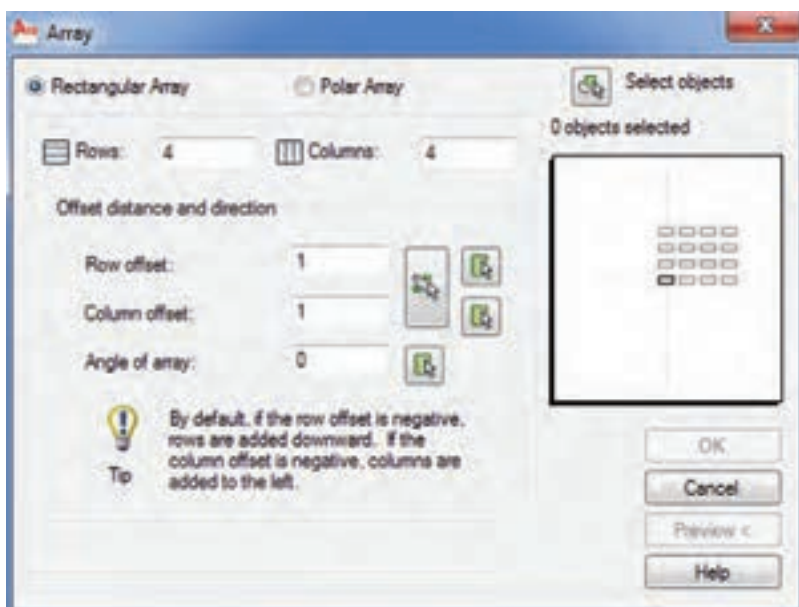 Array
Rectangular Array
Polar Array
Select objects
0 objects selected
Rows: 4
Columns: 4
Offset distance and direction
Row offset: 1
Column offset: 1
Angle of array: 0
Tip
By default, if the row offset is negative,
rows are added downward. If the
column offset is negative, columns are
added to the left.
OK
Cancel
Preview <
Help